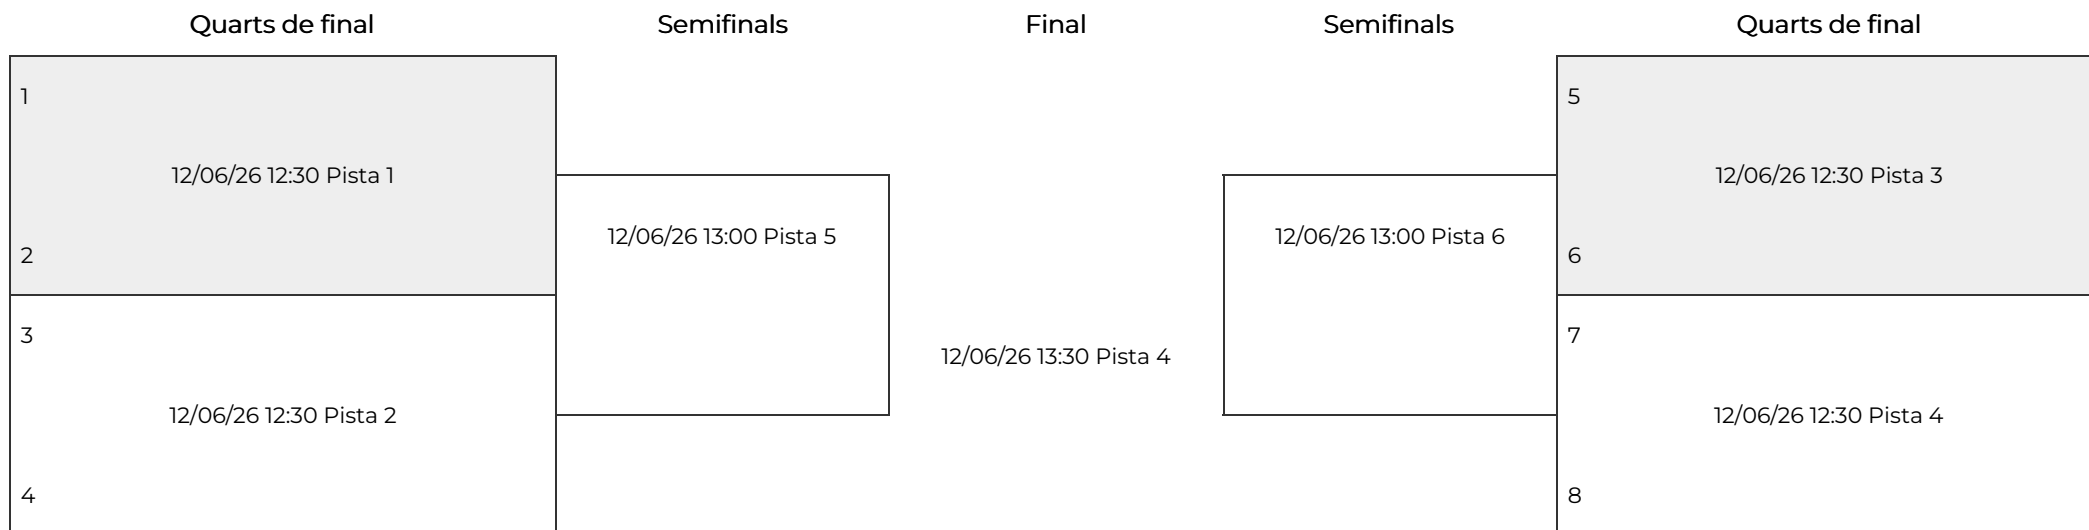 Quarts de final
Semifinals
Final
Semifinals
Quarts de final
1
12/06/26 12:30 Pista 1
2
3
12/06/26 12:30 Pista 2
4
12/06/26 13:00 Pista 5
12/06/26 13:30 Pista 4
12/06/26 13:00 Pista 6
5
12/06/26 12:30 Pista 3
6
7
12/06/26 12:30 Pista 4
8